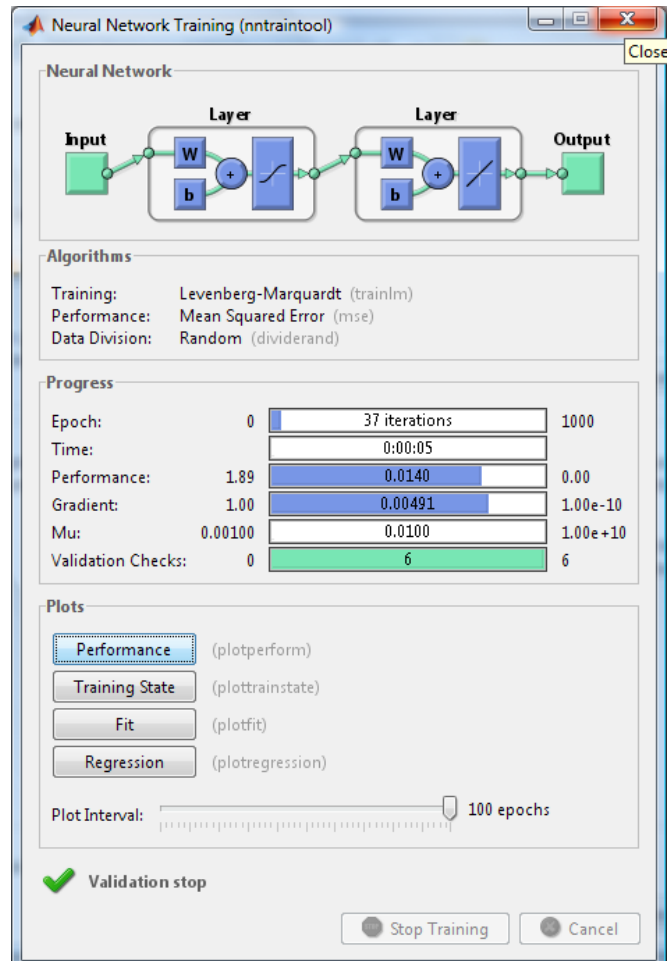 Neural Network Training (nntraintool)
Close
Neural Network
Layer Layer
Input Output
W W
+ +
b b
Algorithms
Training: Levenberg-Marquardt (trainlm)
Performance: Mean Squared Error (mse)
Data Division: Random (dividerand)
Progress
Epoch: 0 37 iterations 1000
Time: 0:00:05
Performance: 1.89 0.0140 0.00
Gradient: 1.00 0.00491 1.00e-10
Mu: 0.00100 0.0100 1.00e+10
Validation Checks: 0 6 6
Plots
Performance (plotperform)
Training State (plottrainstate)
Fit (plotfit)
Regression (plotregression)
Plot Interval: 100 epochs
Validation stop
Stop Training Cancel